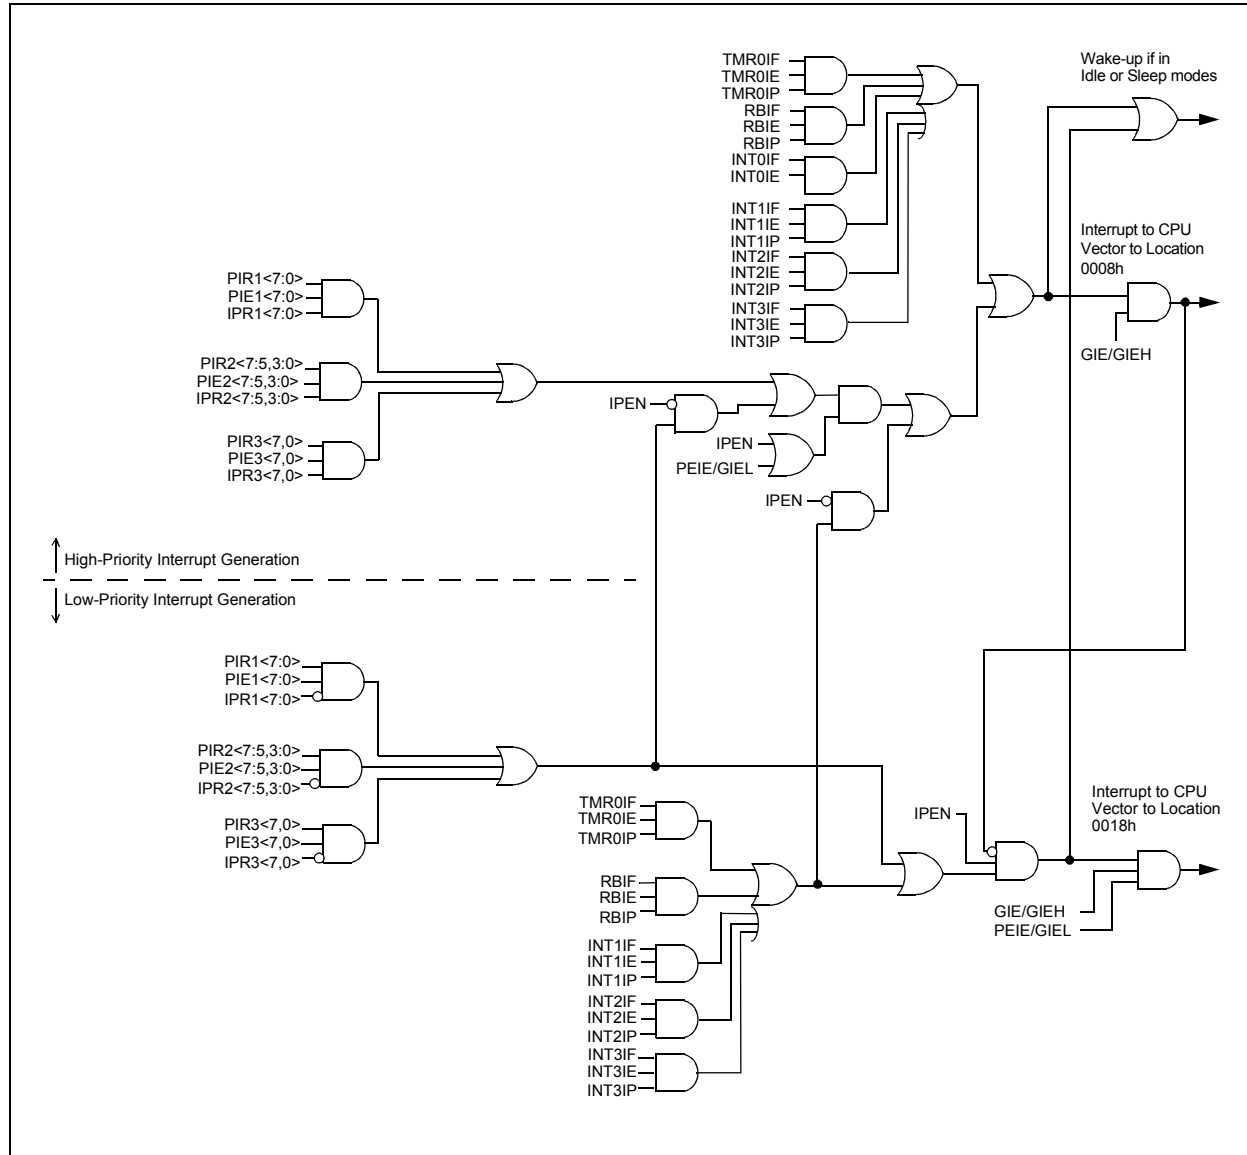 TMR0IF
TMR0IE
TMR0IP
RBIF
RBIE
RBIP
INT0IF
INT0IE
INT1IF
INT1IE
INT1IP
INT2IF
INT2IE
INT2IP
INT3IF
INT3IE
INT3IP
Wake-up if in
Idle or Sleep modes
Interrupt to CPU
Vector to Location
0008h
GIE/GIEH
PIR1<7:0>
PIE1<7:0>
IPR1<7:0>
PIR2<7:5,3:0>
PIE2<7:5,3:0>
IPR2<7:5,3:0>
PIR3<7,0>
PIE3<7,0>
IPR3<7,0>
IPEN
IPEN
PEIE/GIEL
IPEN
High-Priority Interrupt Generation
Low-Priority Interrupt Generation
PIR1<7:0>
PIE1<7:0>
IPR1<7:0>
PIR2<7:5,3:0>
PIE2<7:5,3:0>
IPR2<7:5,3:0>
PIR3<7,0>
PIE3<7,0>
IPR3<7,0>
TMR0IF
TMR0IE
TMR0IP
RBIF
RBIE
RBIP
INT1IF
INT1IE
INT1IP
INT2IF
INT2IE
INT2IP
INT3IF
INT3IE
INT3IP
IPEN
Interrupt to CPU
Vector to Location
0018h
GIE/GIEH
PEIE/GIEL